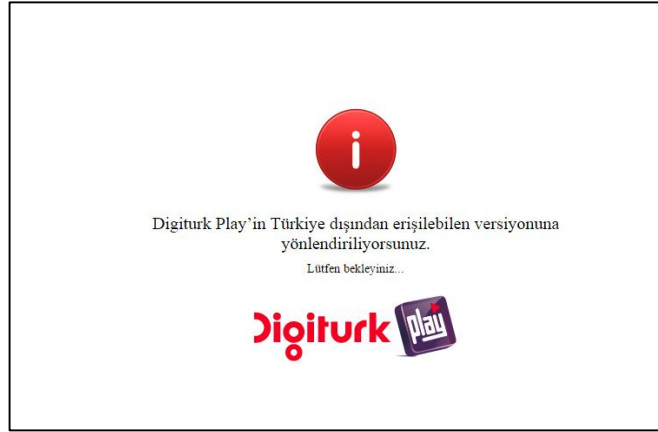 Digiturk Play’in Türkiye dışından erişilebilen versiyonuna
yönlendiriliyorsunuz.
Lütfen bekleyiniz...
Digiturk play